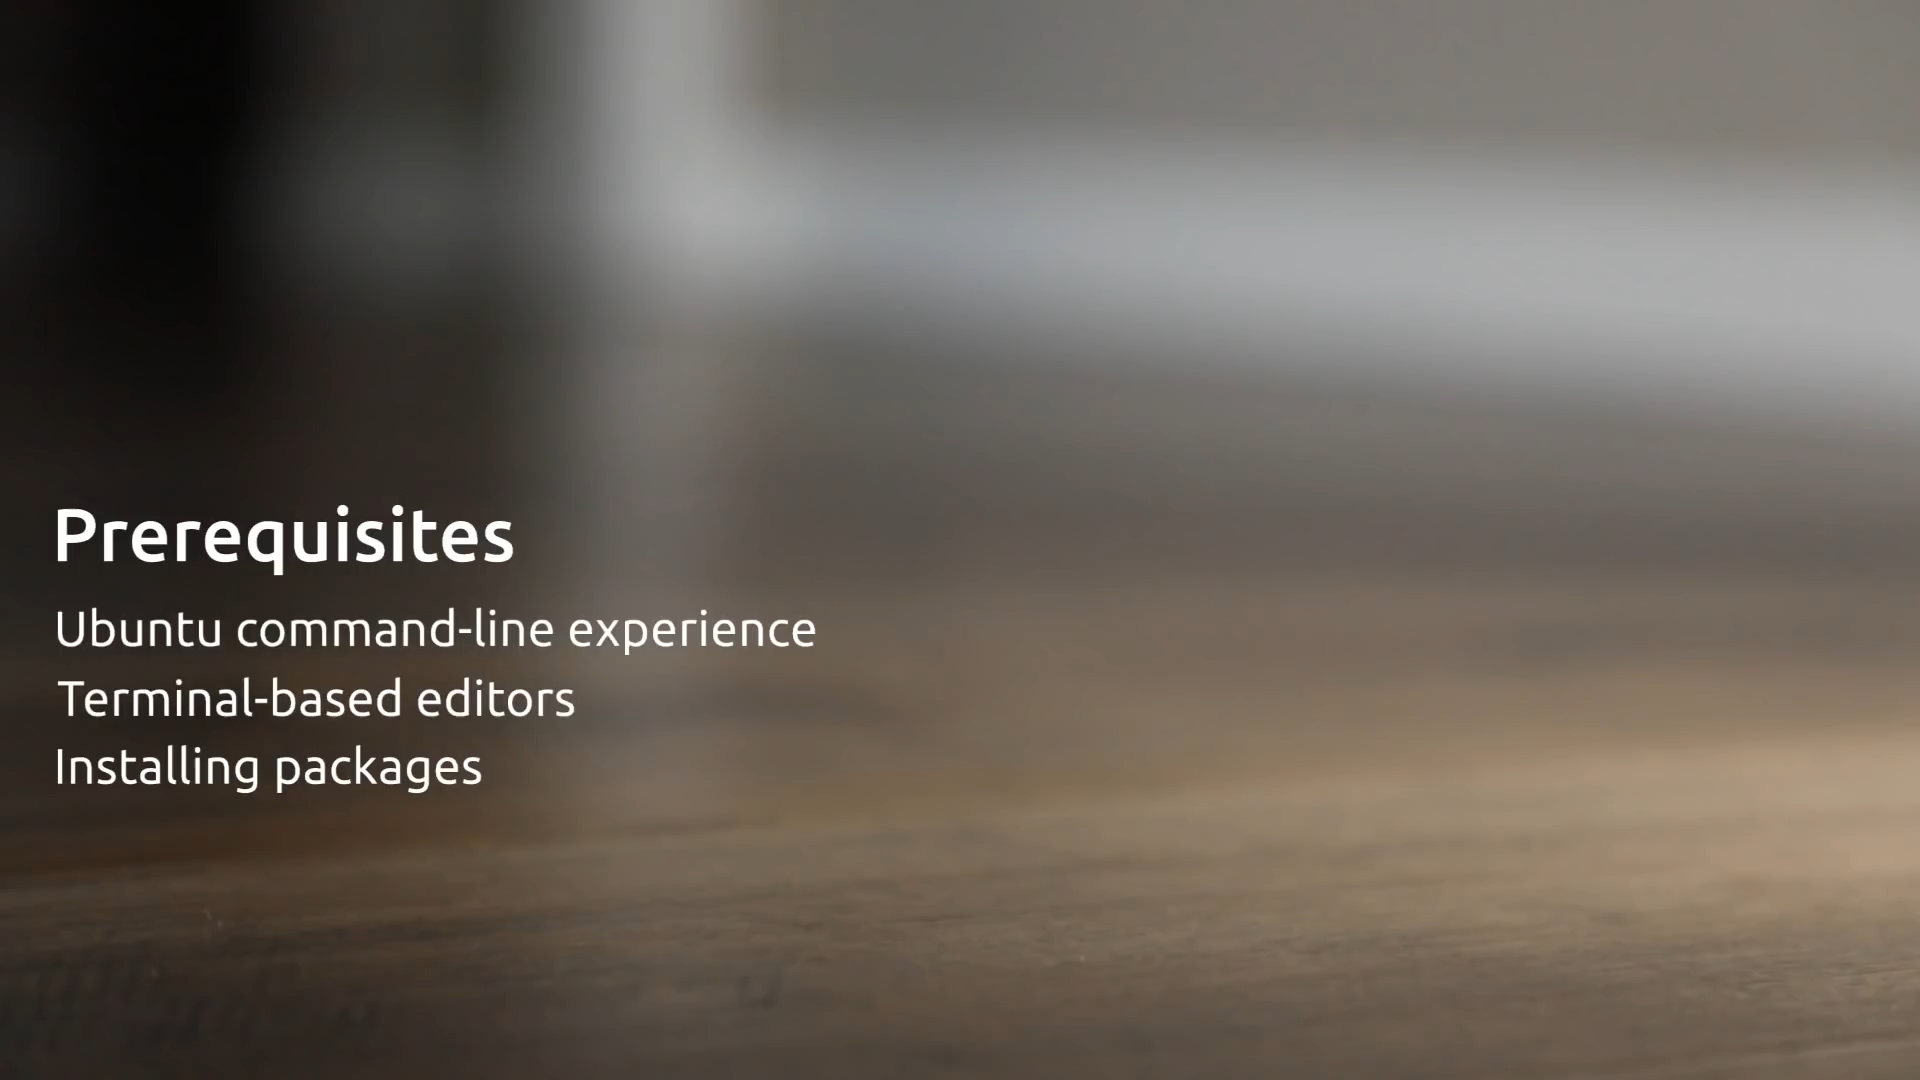 Prerequisites
Ubuntu command-line experience
Terminal-based editors
Installing packages